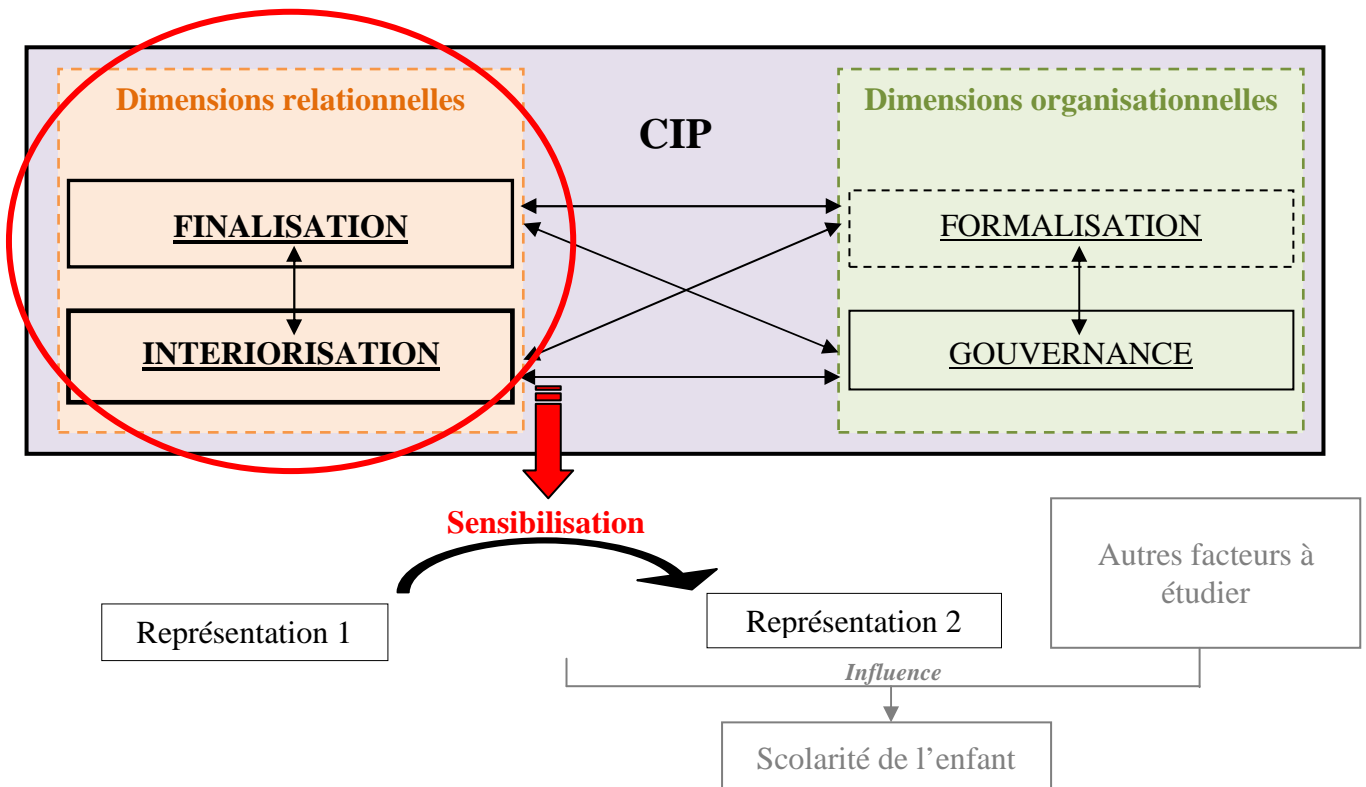 Dimensions relationnelles
Dimensions organisationnelles
CIP
FINALISATION
FORMALISATION
INTERIORISATION
GOUVERNANCE
Sensibilisation
Autres facteurs à
étudier
Représentation 1
Représentation 2
Influence
Scolarité de l’enfant